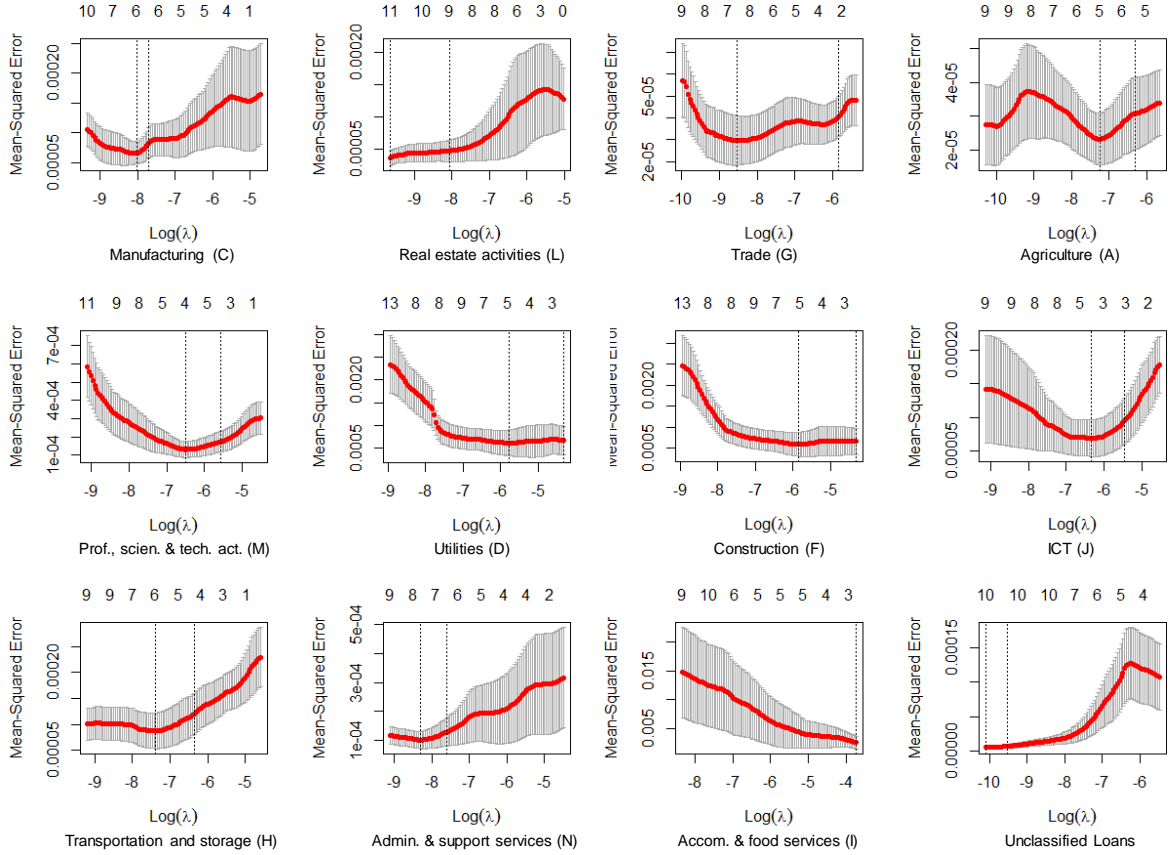 10 7 6 5 4 1
Mean-Squared Error
0.00005 0.00020
-9 -8 -7 -6 -5
Log(λ)
Manufacturing (C)
11 10 9 8 6 3 0
Mean-Squared Error
0.00005 0.00020
-9 -8 -7 -6 -5
Log(λ)
Real estate activities (L)
9 7 6 6 5 2
Mean-Squared Error
2e-05 5e-05
-10 -9 -8 -7 -6
Log(λ)
Trade (G)
9 9 7 6 5 6 5
Mean-Squared Error
2e-05 4e-05
-10 -9 -8 -7 -6
Log(λ)
Agriculture (A)
11 9 8 5 4 5 3 1
Mean-Squared Error
1e-04 4e-04 7e-04
-9 -8 -7 -6 -5
Log(λ)
Prof., scien. & tech. act. (M)
13 8 8 9 7 5 4 3
Mean-Squared Error
0.0005 0.0020
-9 -8 -7 -6 -5
Log(λ)
Utilities (D)
13 8 8 9 7 5 4 3
Mean-Squared Error
0.0005 0.0020
-9 -8 -7 -6 -5
Log(λ)
Construction (F)
9 9 8 8 5 3 3 2
Mean-Squared Error
0.00005 0.00020
-9 -8 -7 -6 -5
Log(λ)
ICT (J)
9 9 7 6 5 4 3 1
Mean-Squared Error
0.00005 0.00020
-9 -8 -7 -6 -5
Log(λ)
Transportation and storage (H)
9 8 7 6 4 4 2
Mean-Squared Error
1e-04 3e-04 5e-04
-9 -8 -7 -6 -5
Log(λ)
Admin. & support services (N)
9 10 6 5 5 5 4 3
Mean-Squared Error
0.005 0.015
-8 -7 -6 -5 -4
Log(λ)
Accom. & food services (I)
10 10 10 7 6 5 4
Mean-Squared Error
0.00000 0.00015
-10 -9 -8 -7 -6
Log(λ)
Unclassified Loans